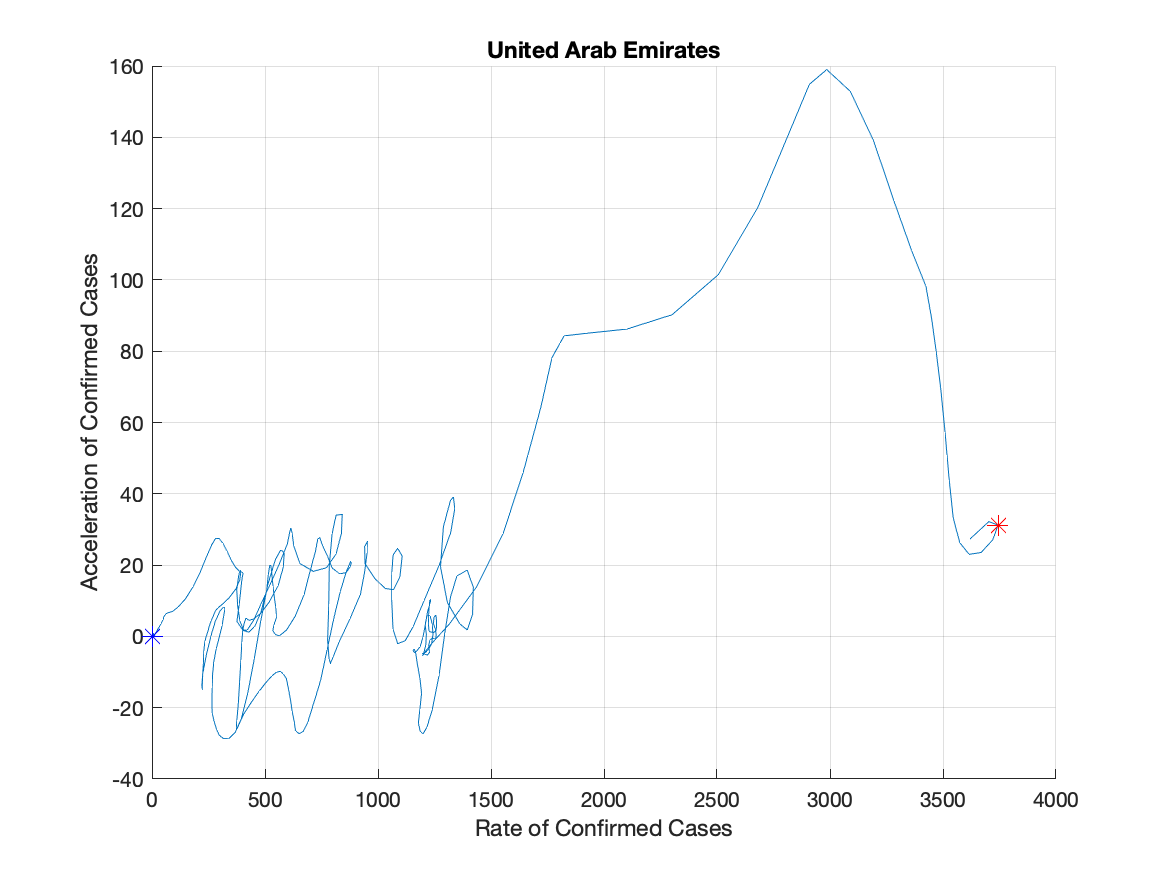 United Arab Emirates
Acceleration of Confirmed Cases
160
140
120
100
80
60
40
20
0
-20
-40
0 500 1000 1500 2000 2500 3000 3500 4000
Rate of Confirmed Cases